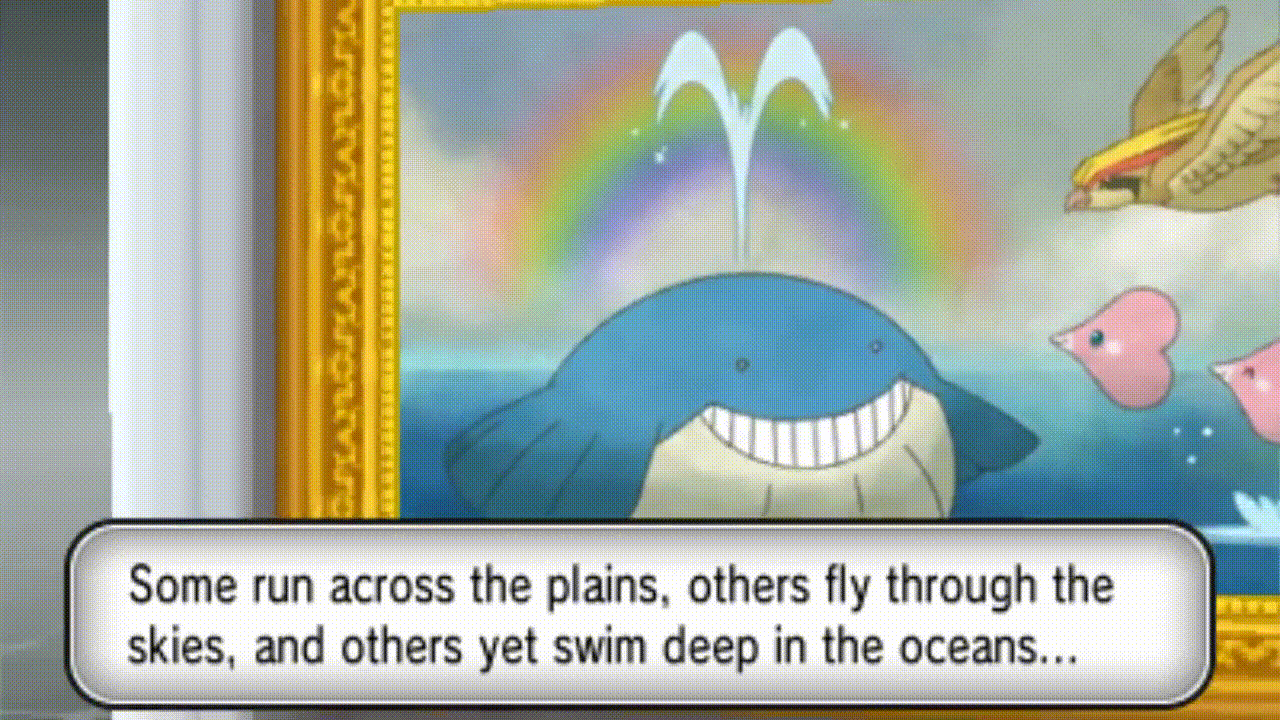 Some run across the plains, others fly through the
skies, and others yet swim deep in the oceans...